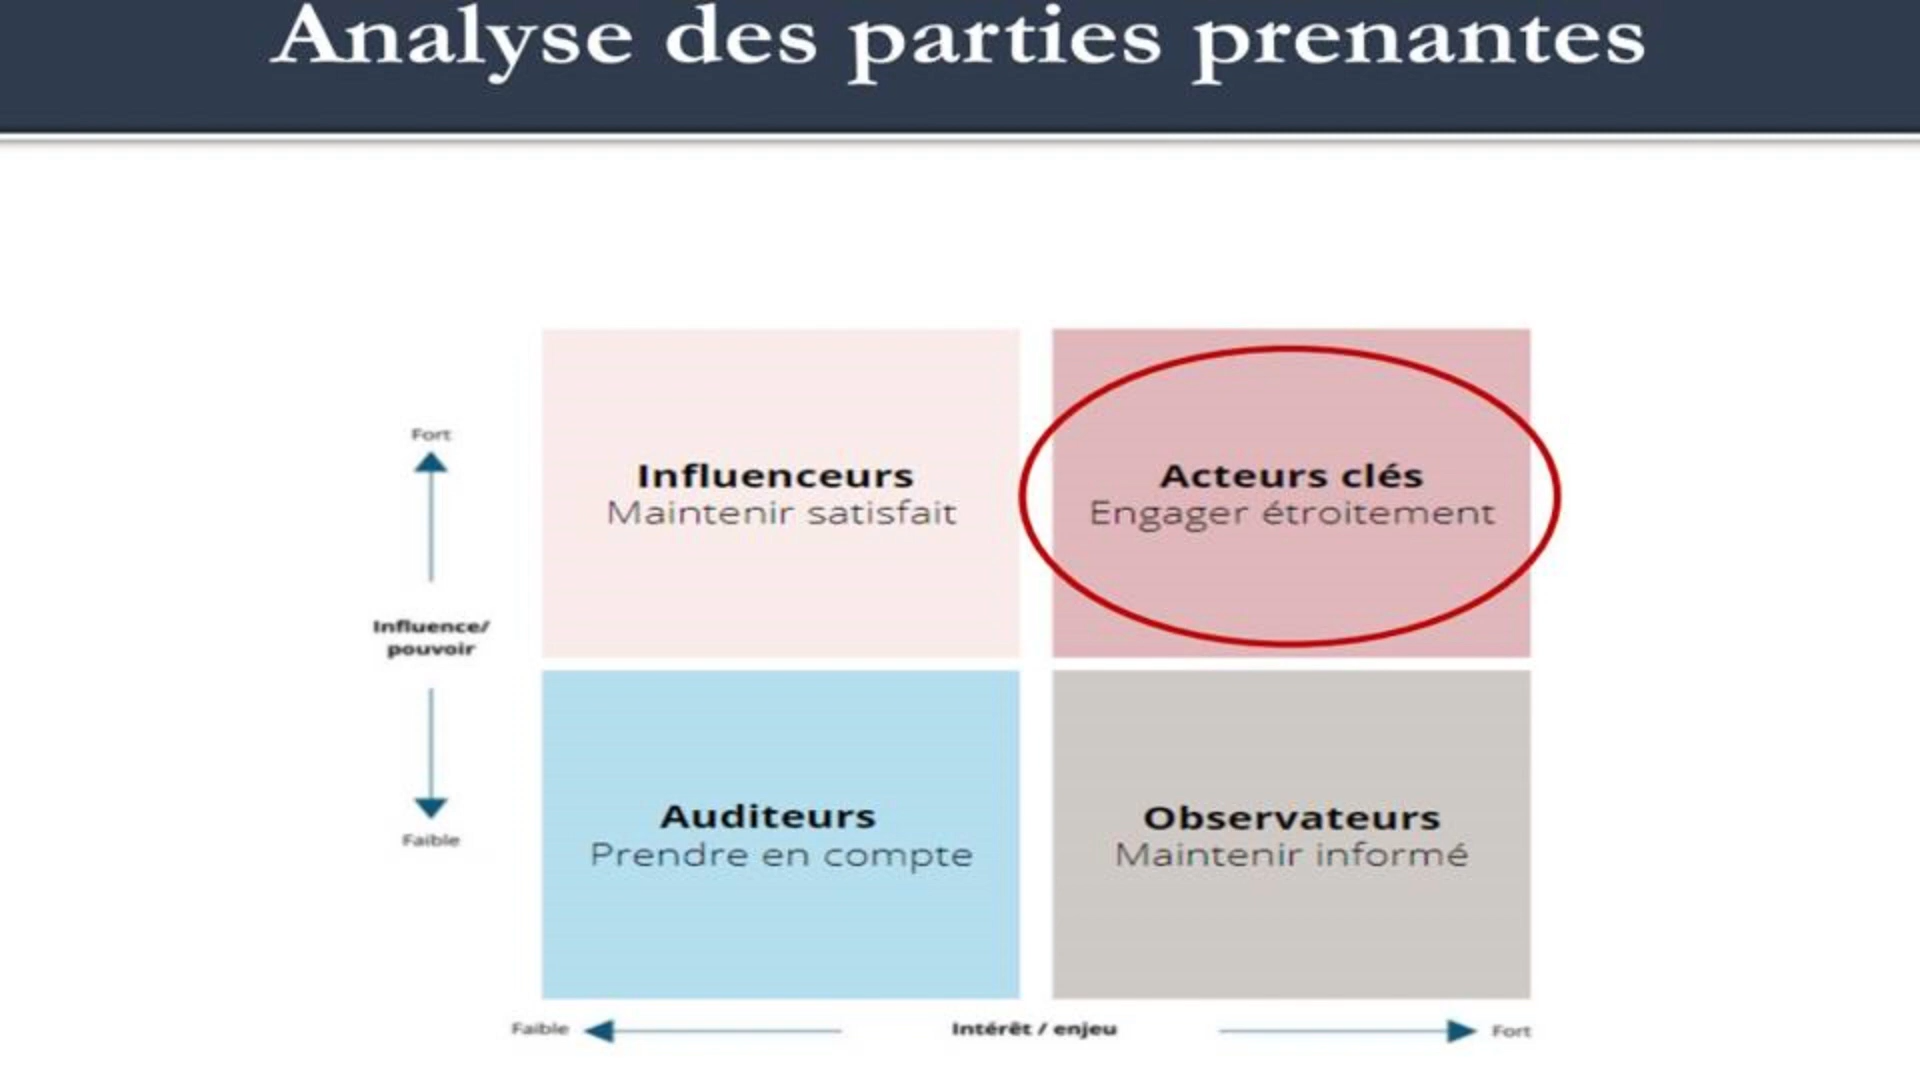 Analyse des parties prenantes
Fort
Influenceurs
Maintenir satisfait
Acteurs clés
Engager étroitement
Influence/
pouvoir
Auditeurs
Prendre en compte
Observateurs
Maintenir informé
Faible
Faible
Intérêt / enjeu
Fort